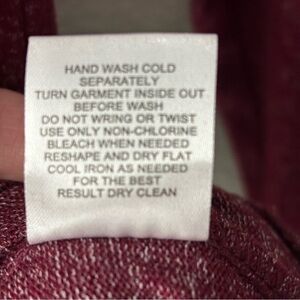 HAND WASH COLD
SEPARATELY
TURN GARMENT INSIDE OUT
BEFORE WASH
DO NOT WRING OR TWIST
USE ONLY NON-CHLORINE
BLEACH WHEN NEEDED
RESHAPE AND DRY FLAT
COOL IRON AS NEEDED
FOR THE BEST
RESULT DRY CLEAN